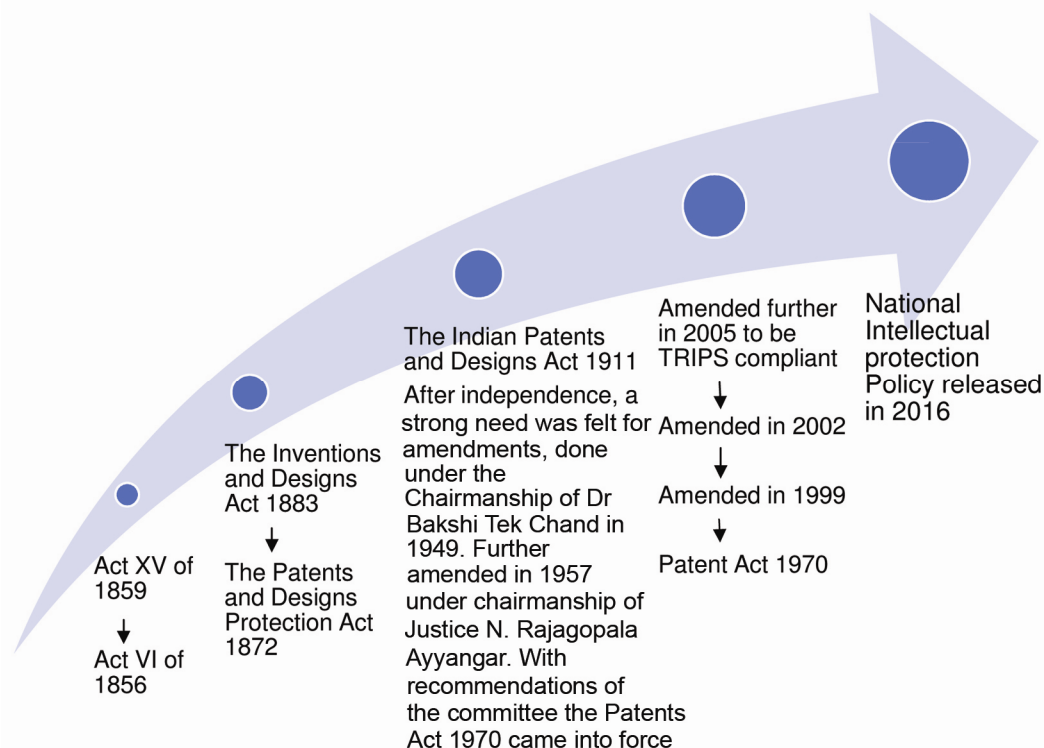 Act XV of
1859
Act VI of
1856
The Inventions
and Designs
Act 1883
The Patents
and Designs
Protection Act
1872
The Indian Patents
and Designs Act 1911
After independence, a
strong need was felt for
amendments, done
under the
Chairmanship of Dr
Bakshi Tek Chand in
1949. Further
amended in 1957
under chairmanship of
Justice N. Rajagopala
Ayyangar. With
recommendations of
the committee the Patents
Act 1970 came into force
Amended further
in 2005 to be
TRIPS compliant
Amended in 2002
Amended in 1999
Patent Act 1970
National
Intellectual
protection
Policy released
in 2016